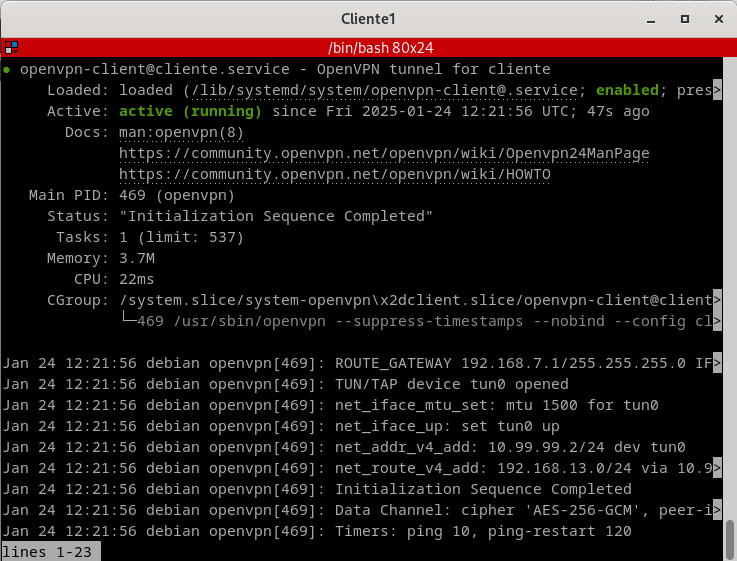 Cliente1
/bin/bash 80x24
● openvpn-client@cliente.service - OpenVPN tunnel for cliente
     Loaded: loaded (/lib/systemd/system/openvpn-client@.service; enabled; pres>
     Active: active (running) since Fri 2025-01-24 12:21:56 UTC; 47s ago
       Docs: man:openvpn(8)
             https://community.openvpn.net/openvpn/wiki/Openvpn24ManPage
             https://community.openvpn.net/openvpn/wiki/HOWTO
   Main PID: 469 (openvpn)
     Status: "Initialization Sequence Completed"
      Tasks: 1 (limit: 537)
     Memory: 3.7M
        CPU: 22ms
     CGroup: /system.slice/system-openvpn\x2dclient.slice/openvpn-client@client>
             └─469 /usr/sbin/openvpn --suppress-timestamps --nobind --config cl>
Jan 24 12:21:56 debian openvpn[469]: ROUTE_GATEWAY 192.168.7.1/255.255.255.0 IF>
Jan 24 12:21:56 debian openvpn[469]: TUN/TAP device tun0 opened
Jan 24 12:21:56 debian openvpn[469]: net_iface_mtu_set: mtu 1500 for tun0
Jan 24 12:21:56 debian openvpn[469]: net_iface_up: set tun0 up
Jan 24 12:21:56 debian openvpn[469]: net_addr_v4_add: 10.99.99.2/24 dev tun0
Jan 24 12:21:56 debian openvpn[469]: net_route_v4_add: 192.168.13.0/24 via 10.9>
Jan 24 12:21:56 debian openvpn[469]: Initialization Sequence Completed
Jan 24 12:21:56 debian openvpn[469]: Data Channel: cipher 'AES-256-GCM', peer-i>
Jan 24 12:21:56 debian openvpn[469]: Timers: ping 10, ping-restart 120
lines 1-23